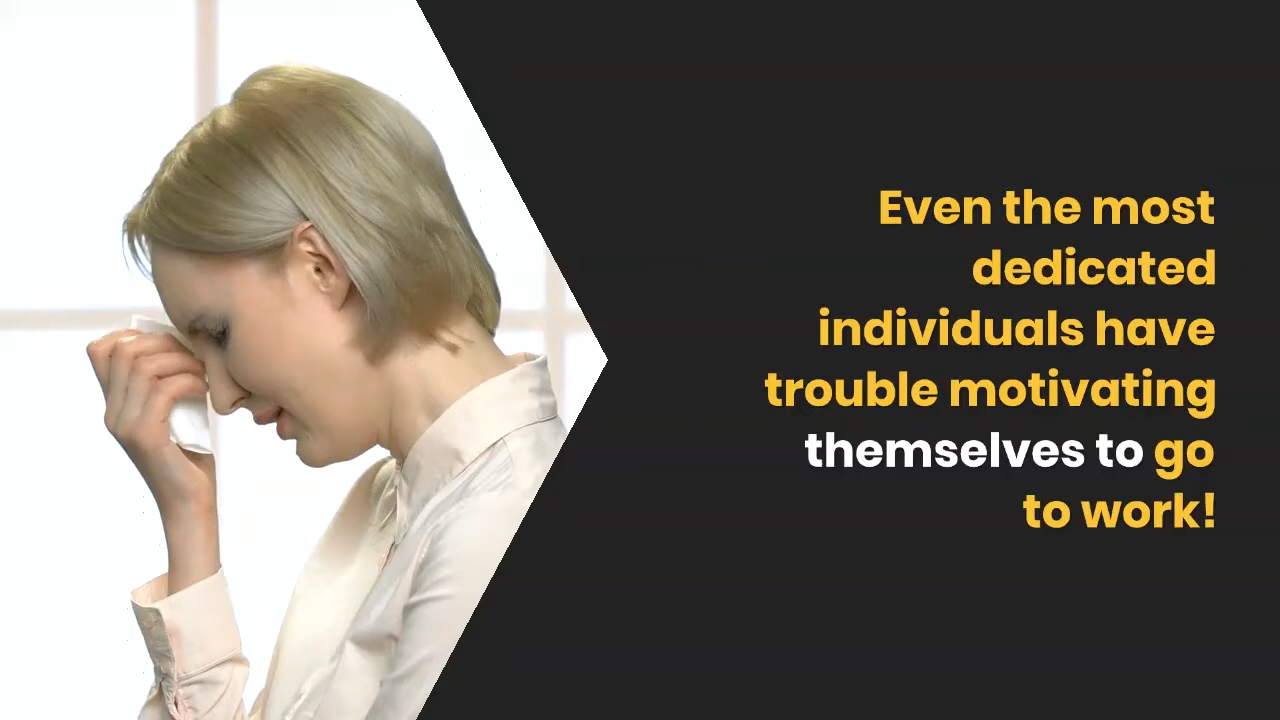 Even the most
dedicated
individuals have
trouble motivating
themselves to go
to work!